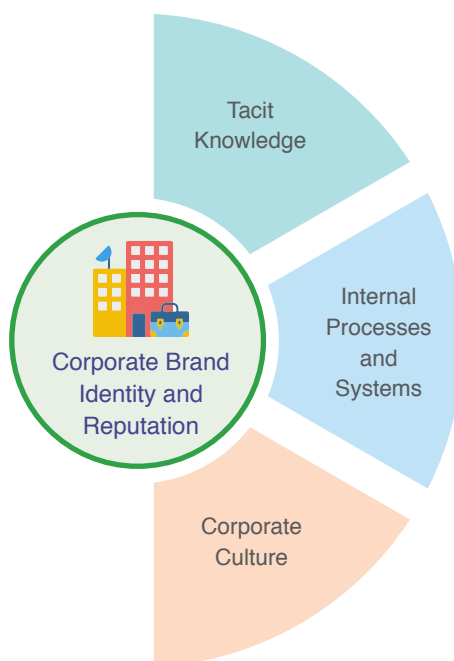 Tacit
Knowledge
Internal
Processes
and
Systems
Corporate Brand
Identity and
Reputation
Corporate
Culture